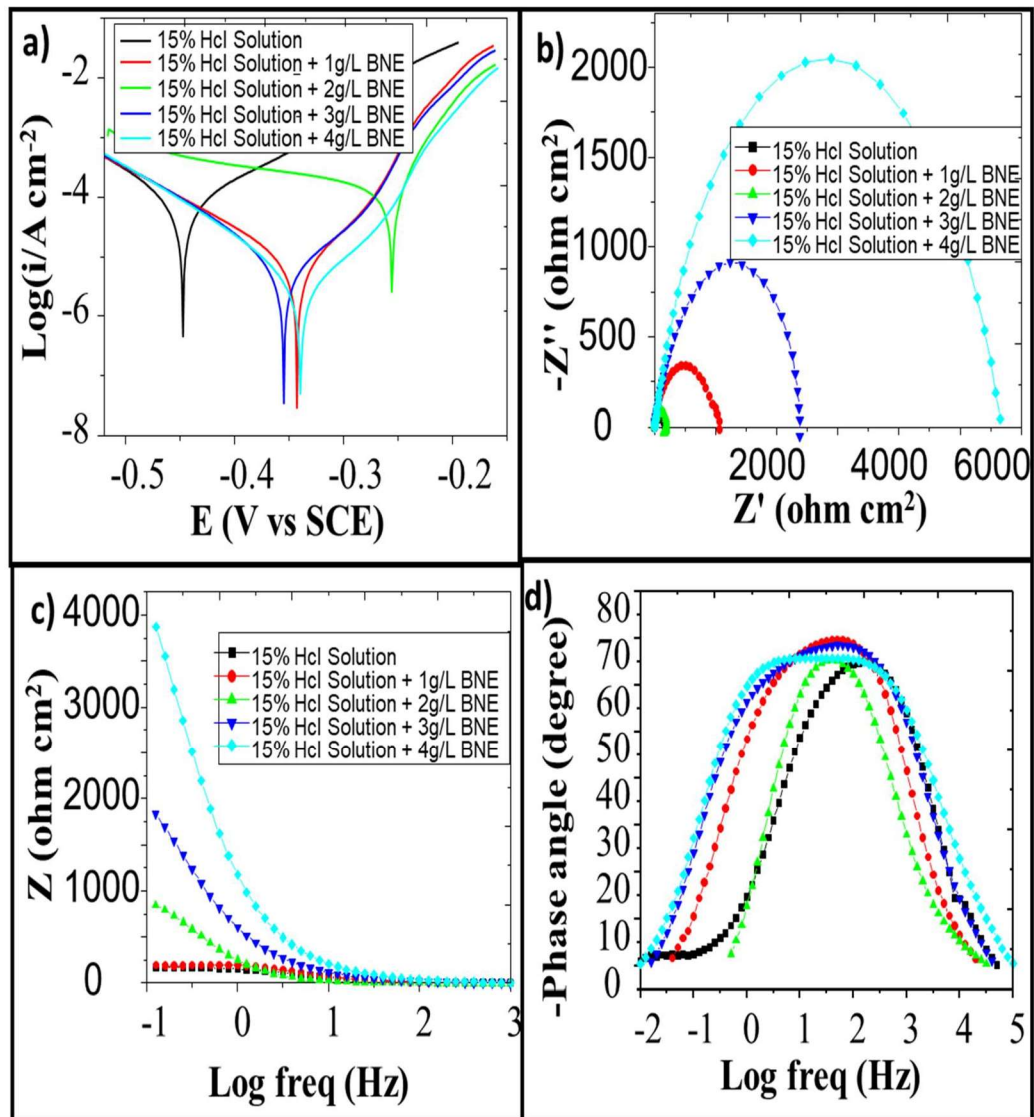 a)
15% Hcl Solution
15% Hcl Solution + 1g/L BNE
15% Hcl Solution + 2g/L BNE
15% Hcl Solution + 3g/L BNE
15% Hcl Solution + 4g/L BNE
Log(i/A cm-2)
-2
-4
-6
-8
-0.5 -0.4 -0.3 -0.2
E (V vs SCE)
b)
15% Hcl Solution
15% Hcl Solution + 1g/L BNE
15% Hcl Solution + 2g/L BNE
15% Hcl Solution + 3g/L BNE
15% Hcl Solution + 4g/L BNE
-Z'' (ohm cm2)
2000
1500
1000
500
0
2000 4000 6000
Z' (ohm cm2)
c)
15% Hcl Solution
15% Hcl Solution + 1g/L BNE
15% Hcl Solution + 2g/L BNE
15% Hcl Solution + 3g/L BNE
15% Hcl Solution + 4g/L BNE
Z (ohm cm2)
4000
3000
2000
1000
0
-1 0 1 2 3
Log freq (Hz)
d)
-Phase angle (degree)
80
70
60
50
40
30
20
10
0
-2 -1 0 1 2 3 4 5
Log freq (Hz)